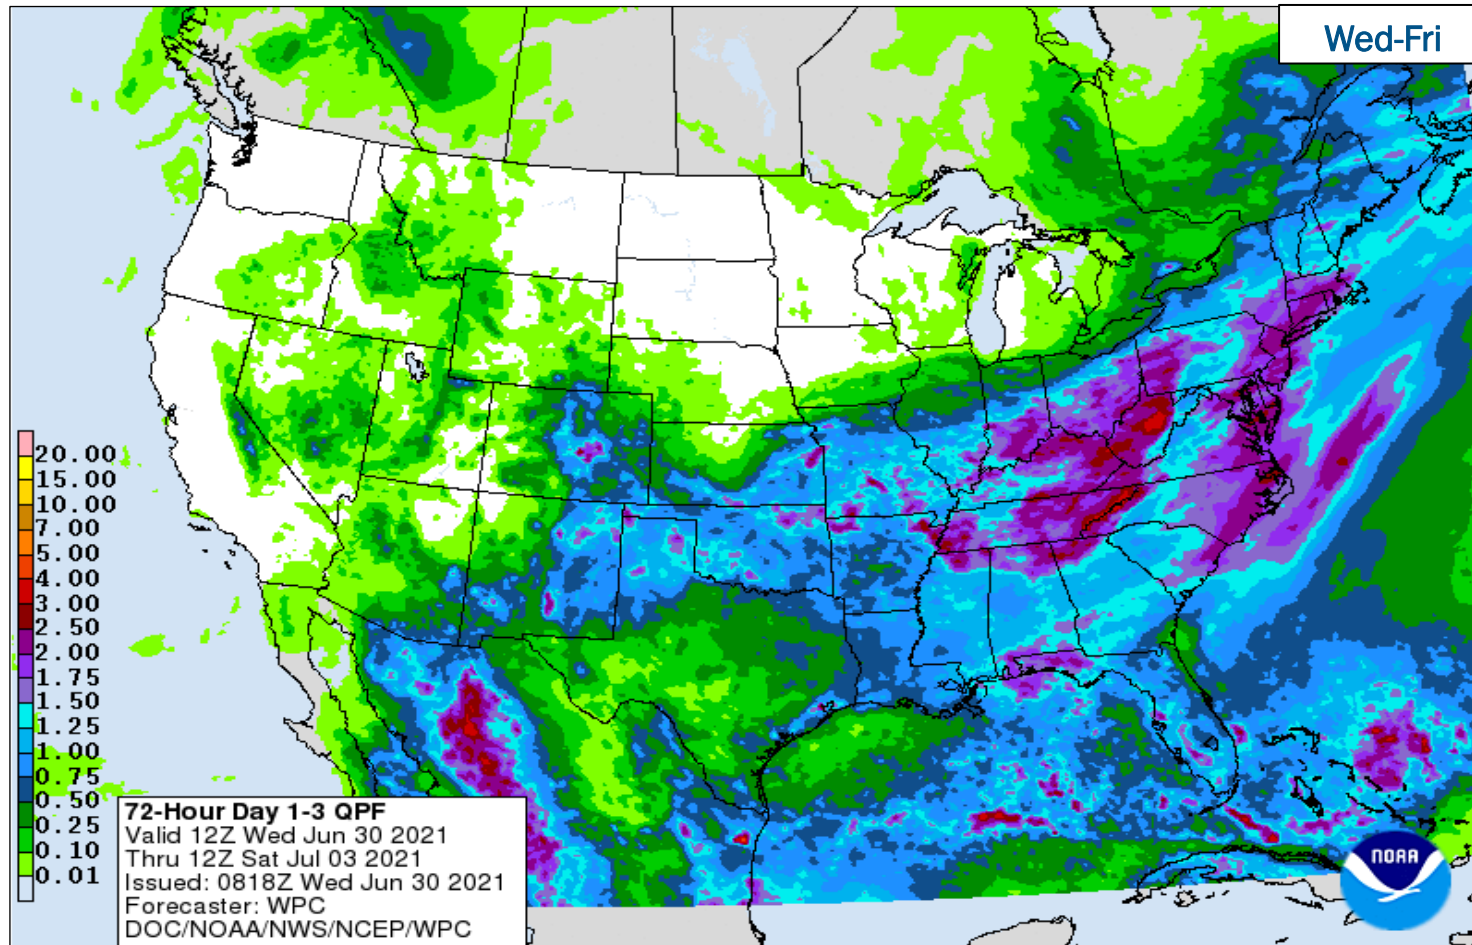 Wed-Fri
20.00
15.00
10.00
7.00
5.00
4.00
3.00
2.50
2.00
1.75
1.50
1.25
1.00
0.75
0.50
0.25
0.10
0.01
72-Hour Day 1-3 QPF
Valid 12Z Wed Jun 30 2021
Thru 12Z Sat Jul 03 2021
Issued: 0818Z Wed Jun 30 2021
Forecaster: WPC
DOC/NOAA/NWS/NCEP/WPC
NOAA